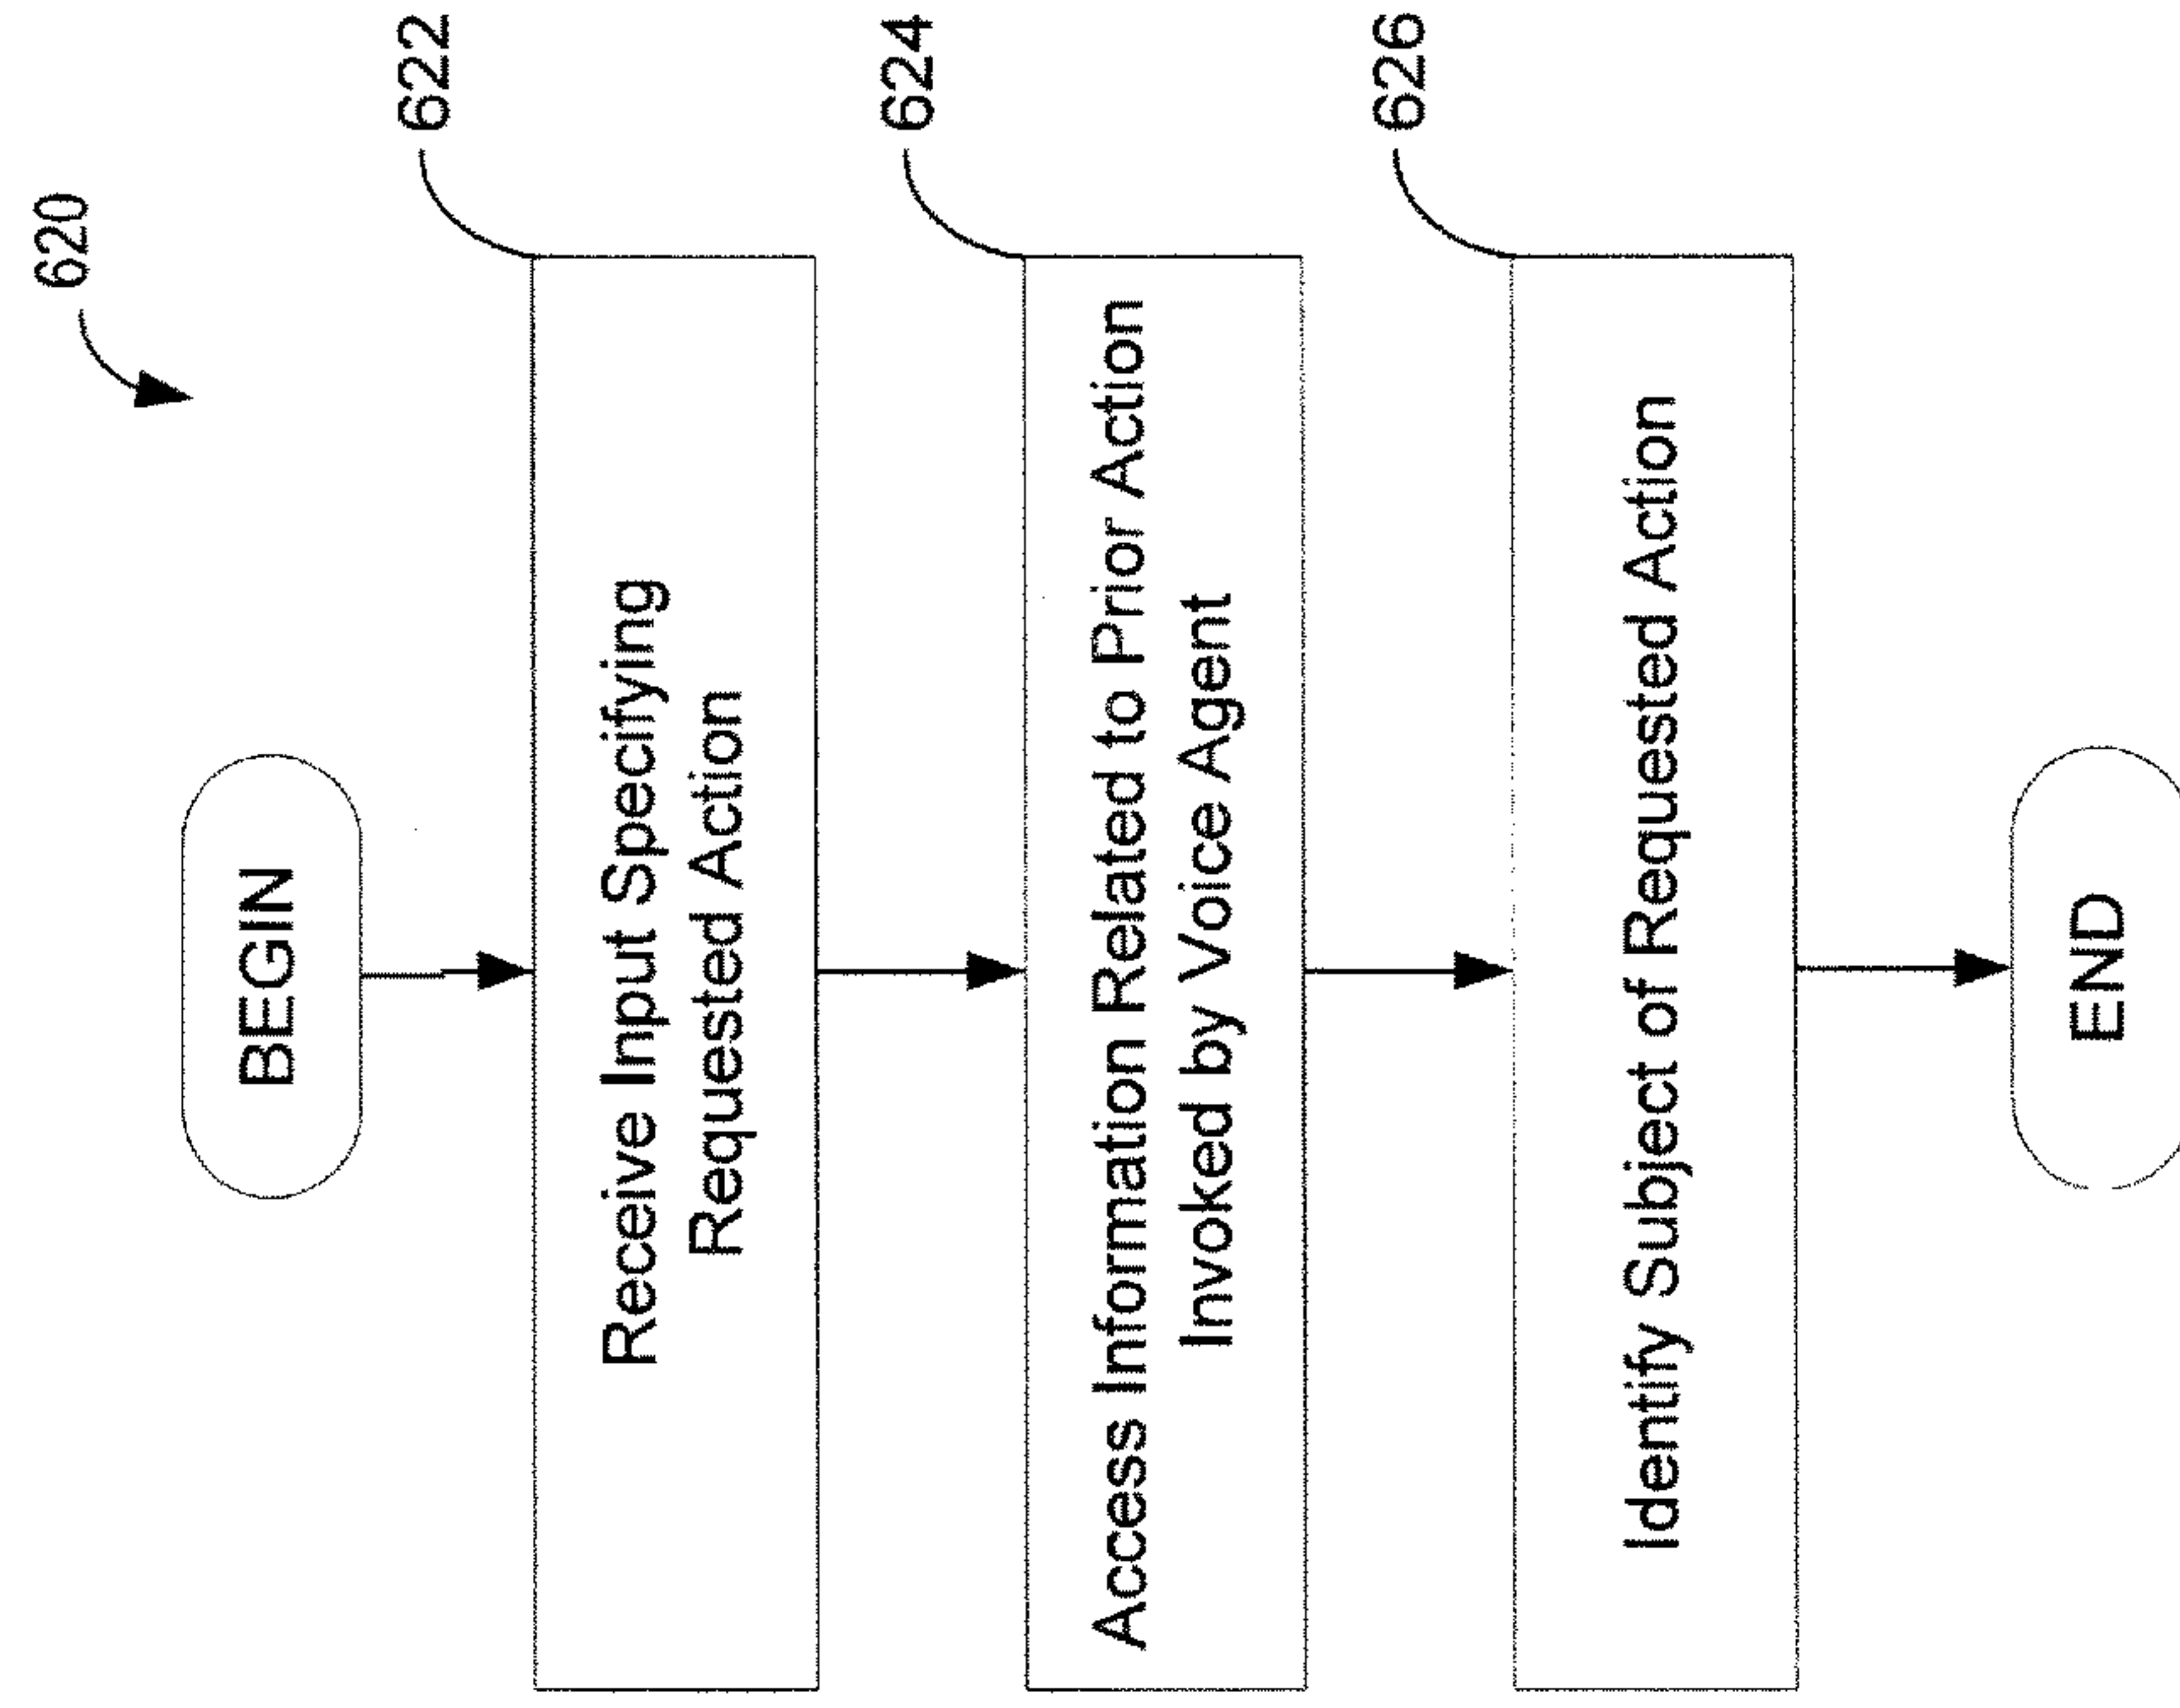 620
BEGIN
622
Receive Input Specifying
Requested Action
624
Access Information Related to Prior Action
Invoked by Voice Agent
626
Identify Subject of Requested Action
END